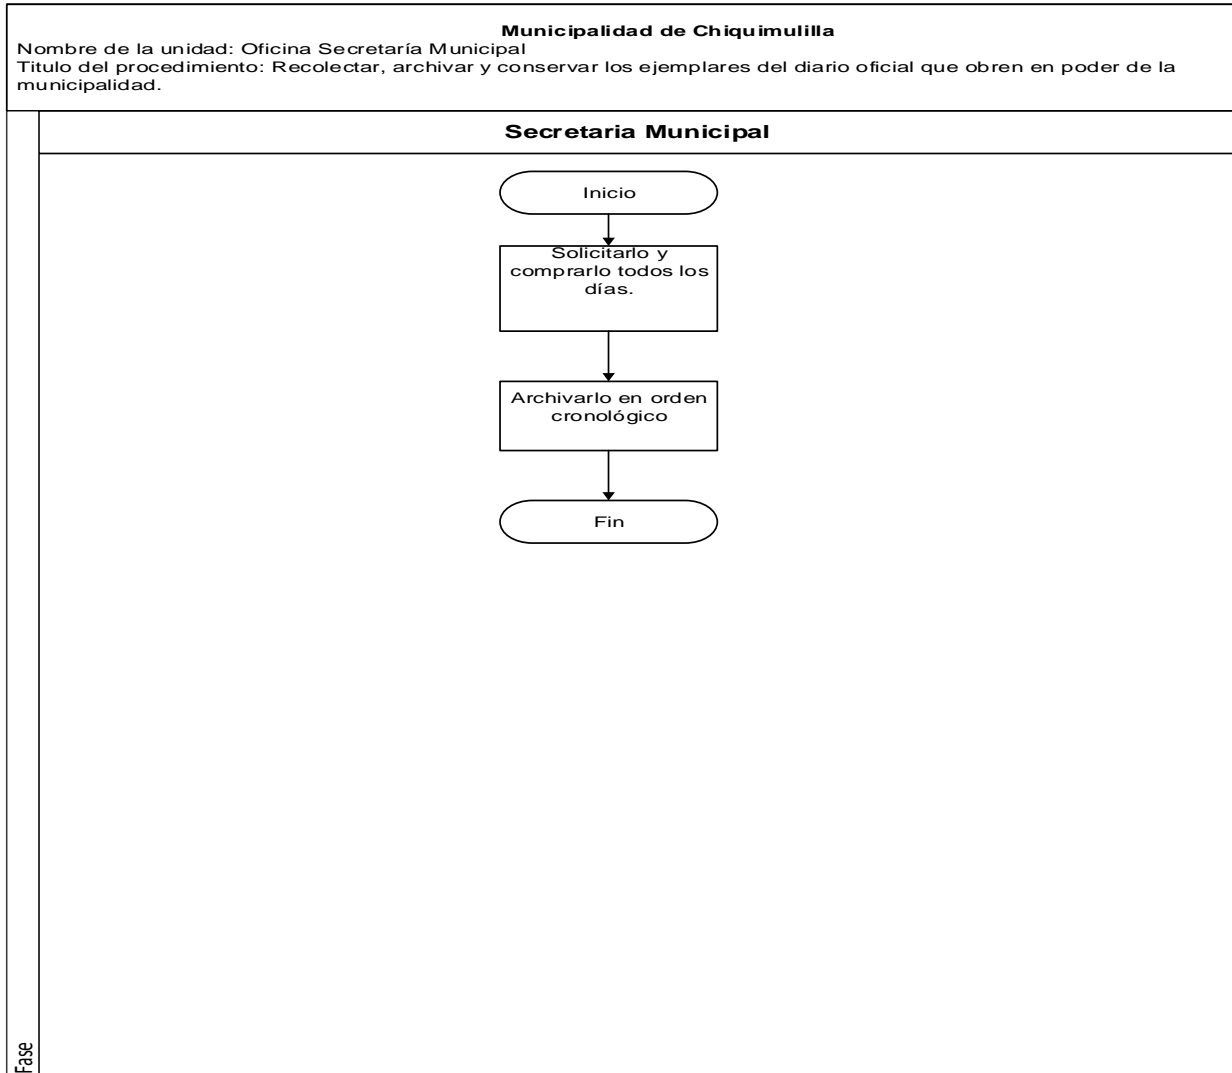 Municipalidad de Chiquimulilla
Nombre de la unidad: Oficina Secretaría Municipal
Titulo del procedimiento: Recolectar, archivar y conservar los ejemplares del diario oficial que obren en poder de la
municipalidad.
Secretaria Municipal
Inicio
Solicitarlo y
comprarlo todos los
días.
Archivarlo en orden
cronológico
Fin
Fase